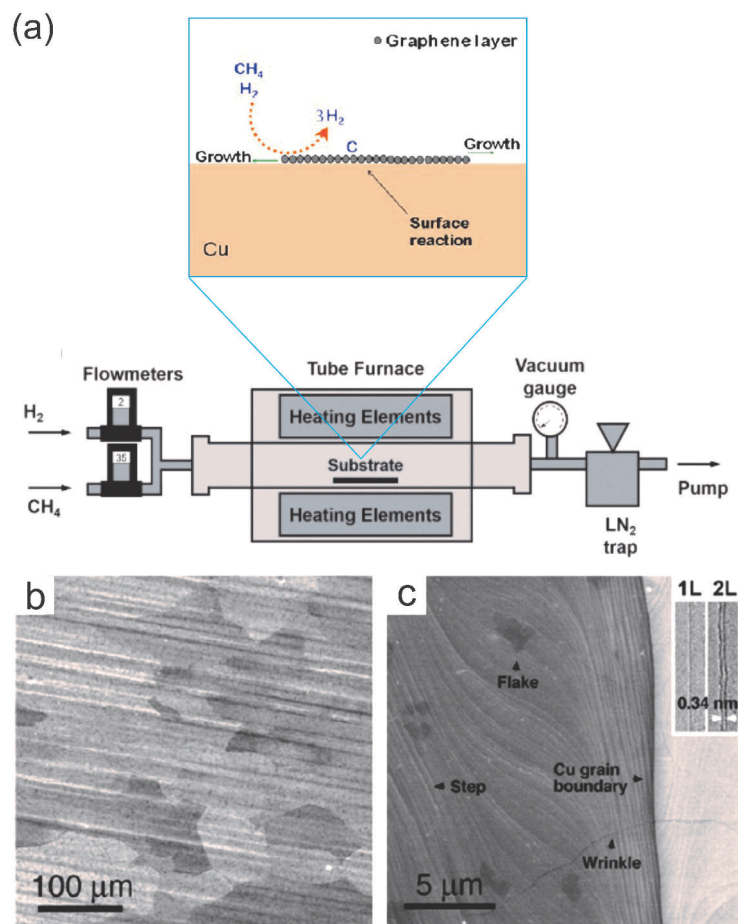 (a)
Graphene layer
CH₄
H₂
3H₂
C
Growth
Growth
Surface
reaction
Cu
Flowmeters
Tube Furnace
Vacuum
gauge
2
H₂
Heating Elements
35
Substrate
CH₄
Heating Elements
Pump
LN₂
trap
b
100 µm
c
1L 2L
Flake
0.34 nm
Step
Cu grain
boundary
Wrinkle
5 µm